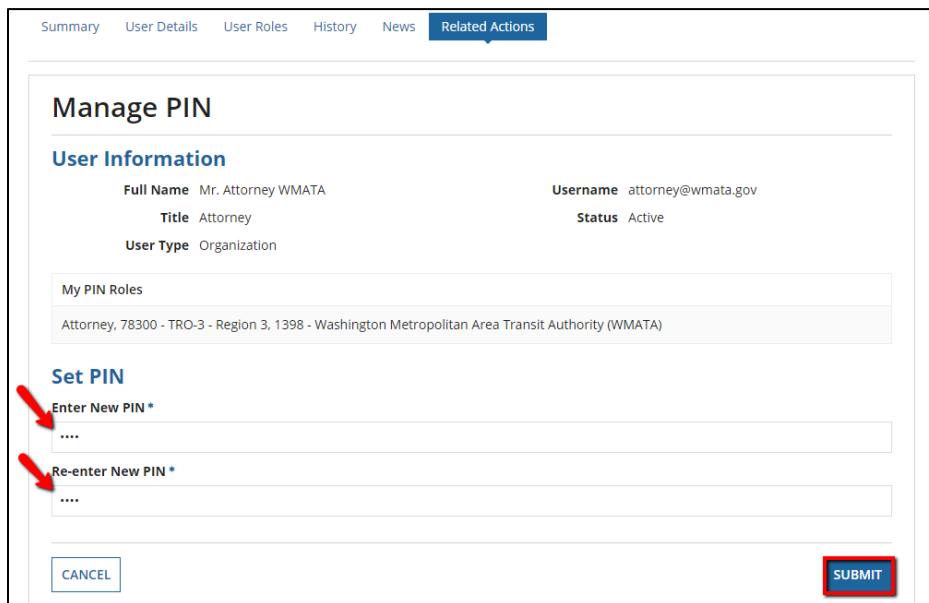 Summary User Details User Roles History News Related Actions
Manage PIN
User Information
Full Name Mr. Attorney WMATA Username attorney@wmata.gov
Title Attorney Status Active
User Type Organization
My PIN Roles
Attorney, 78300 - TRO-3 - Region 3, 1398 - Washington Metropolitan Area Transit Authority (WMATA)
Set PIN
Enter New PIN *
••••
Re-enter New PIN *
••••
CANCEL SUBMIT